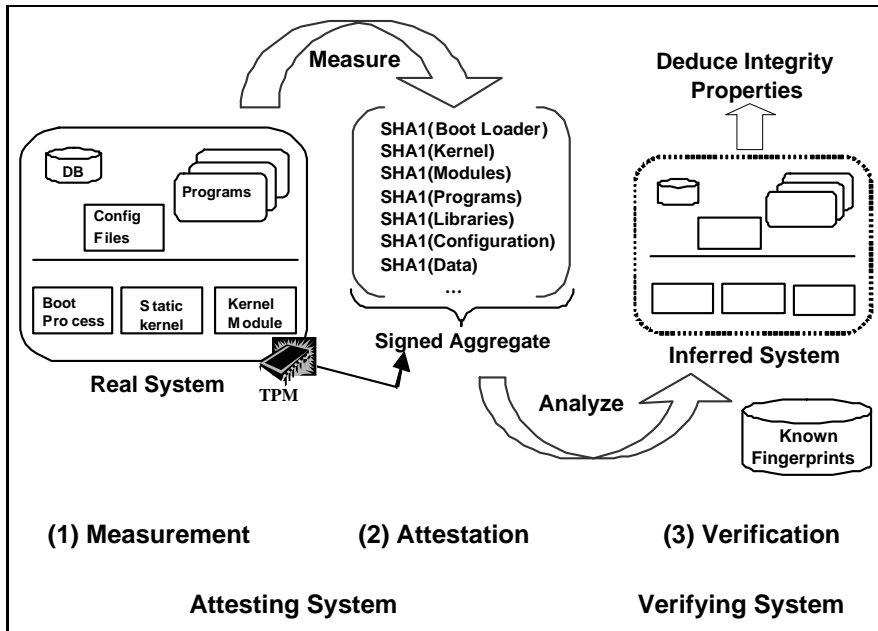 Measure
Deduce Integrity
Properties
SHA1(Boot Loader)
SHA1(Kernel)
SHA1(Modules)
SHA1(Programs)
SHA1(Libraries)
SHA1(Configuration)
SHA1(Data)
...
DB
Programs
Config
Files
Boot
Process
Static
kernel
Kernel
Module
Signed Aggregate
Real System
TPM
Inferred System
Analyze
Known
Fingerprints
(1) Measurement
(2) Attestation
(3) Verification
Attesting System
Verifying System